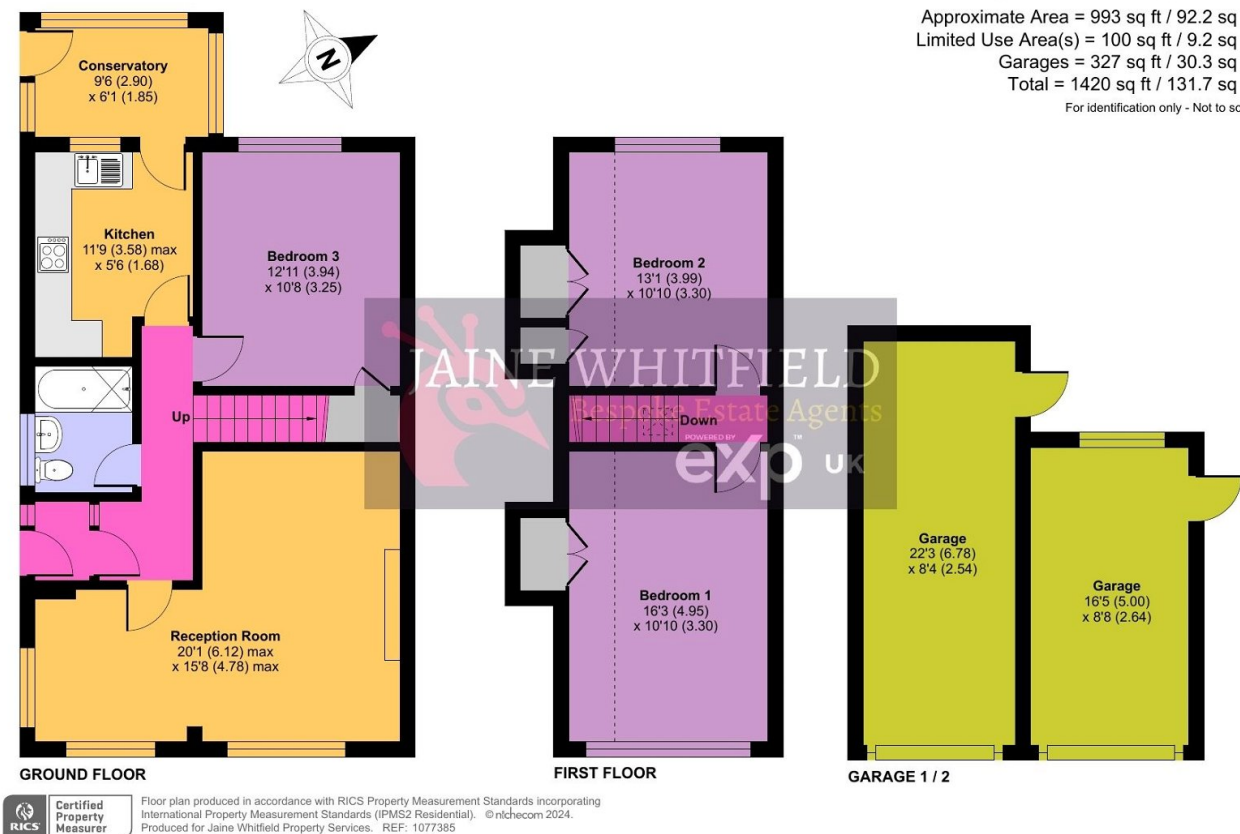 Approximate Area = 993 sq ft / 92.2 sq
Limited Use Area(s) = 100 sq ft / 9.2 sq
Garages = 327 sq ft / 30.3 sq
Total = 1420 sq ft / 131.7 sq
For identification only - Not to sc
N
Conservatory
9'6 (2.90)
x 6'1 (1.85)
Kitchen
11'9 (3.58) max
x 5'6 (1.68)
Bedroom 3
12'11 (3.94)
x 10'8 (3.25)
Up
Reception Room
20'1 (6.12) max
x 15'8 (4.78) max
GROUND FLOOR
Bedroom 2
13'1 (3.99)
x 10'10 (3.30)
Down
Bedroom 1
16'3 (4.95)
x 10'10 (3.30)
FIRST FLOOR
JAINE WHITFIELD
Bespoke Estate Agents
POWERED BY
exp™ UK
Garage
22'3 (6.78)
x 8'4 (2.54)
Garage
16'5 (5.00)
x 8'8 (2.64)
GARAGE 1 / 2
RICS
Certified
Property
Measurer
Floor plan produced in accordance with RICS Property Measurement Standards incorporating
International Property Measurement Standards (IPMS2 Residential). © nichecom 2024.
Produced for Jaine Whitfield Property Services. REF: 1077385